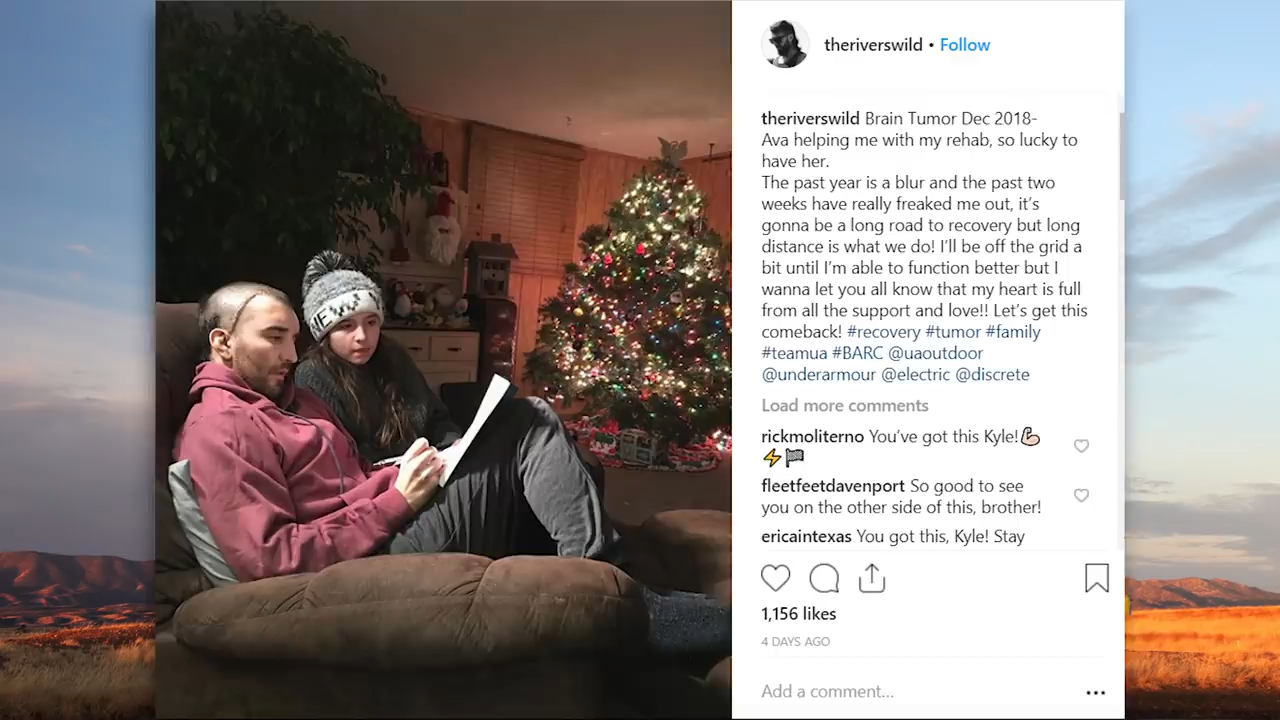 theriverswild • Follow
theriverswild Brain Tumor Dec 2018-
Ava helping me with my rehab, so lucky to
have her.
The past year is a blur and the past two
weeks have really freaked me out, it's
gonna be a long road to recovery but long
distance is what we do! I'll be off the grid a
bit until I'm able to function better but I
wanna let you all know that my heart is full
from all the support and love!! Let's get this
comeback! #recovery #tumor #family
#teamua #BARC @uaoutdoor
@underarmour @electric @discrete
Load more comments
rickmoliterno You've got this Kyle!💪
⚡🏁
fleetfeetdavenport So good to see
you on the other side of this, brother!
ericaintexas You got this, Kyle! Stay
1,156 likes
4 DAYS AGO
Add a comment...